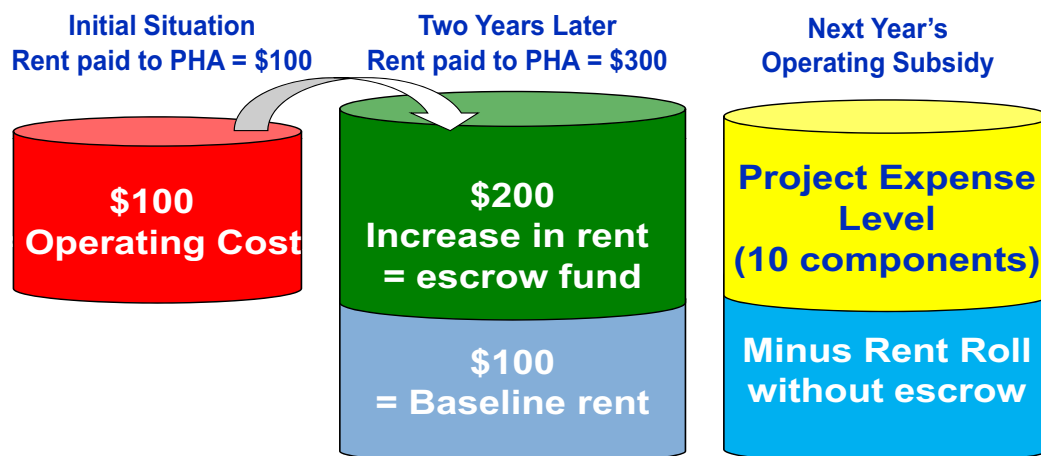 Initial Situation
Rent paid to PHA = $100
$100
Operating Cost
Two Years Later
Rent paid to PHA = $300
$200
Increase in rent
= escrow fund
$100
= Baseline rent
Next Year’s
Operating Subsidy
Project Expense
Level
(10 components)
Minus Rent Roll
without escrow